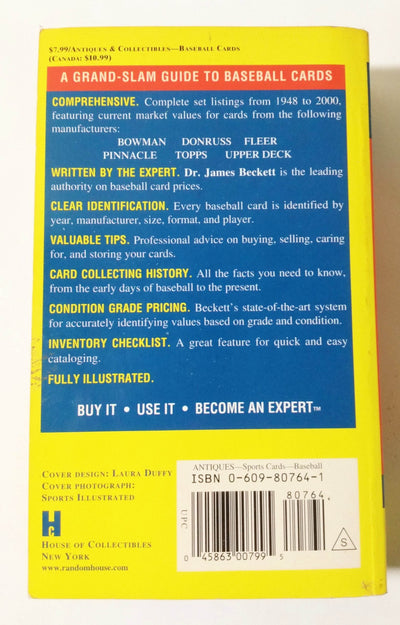 $7.99/Antiques & Collectibles—Baseball Cards
(Canada: $10.99)
A GRAND-SLAM GUIDE TO BASEBALL CARDS
COMPREHENSIVE. Complete set listings from 1948 to 2000,
featuring current market values for cards from the following
manufacturers:
BOWMAN DONRUSS FLEER
PINNACLE TOPPS UPPER DECK
WRITTEN BY THE EXPERT. Dr. James Beckett is the leading
authority on baseball card prices.
CLEAR IDENTIFICATION. Every baseball card is identified by
year, manufacturer, size, format, and player.
VALUABLE TIPS. Professional advice on buying, selling, caring
for, and storing your cards.
CARD COLLECTING HISTORY. All the facts you need to know,
from the early days of baseball to the present.
CONDITION GRADE PRICING. Beckett's state-of-the-art system
for accurately identifying values based on grade and condition.
INVENTORY CHECKLIST. A great feature for quick and easy
cataloging.
FULLY ILLUSTRATED.
BUY IT • USE IT • BECOME AN EXPERT™
Cover design: Laura Duffy
Cover photograph:
Sports Illustrated
Hc
House of Collectibles
New York
www.randomhouse.com
ANTIQUES—Sports Cards—Baseball
ISBN 0-609-80764-1
80764
UPC
0 45863 00799 5
S